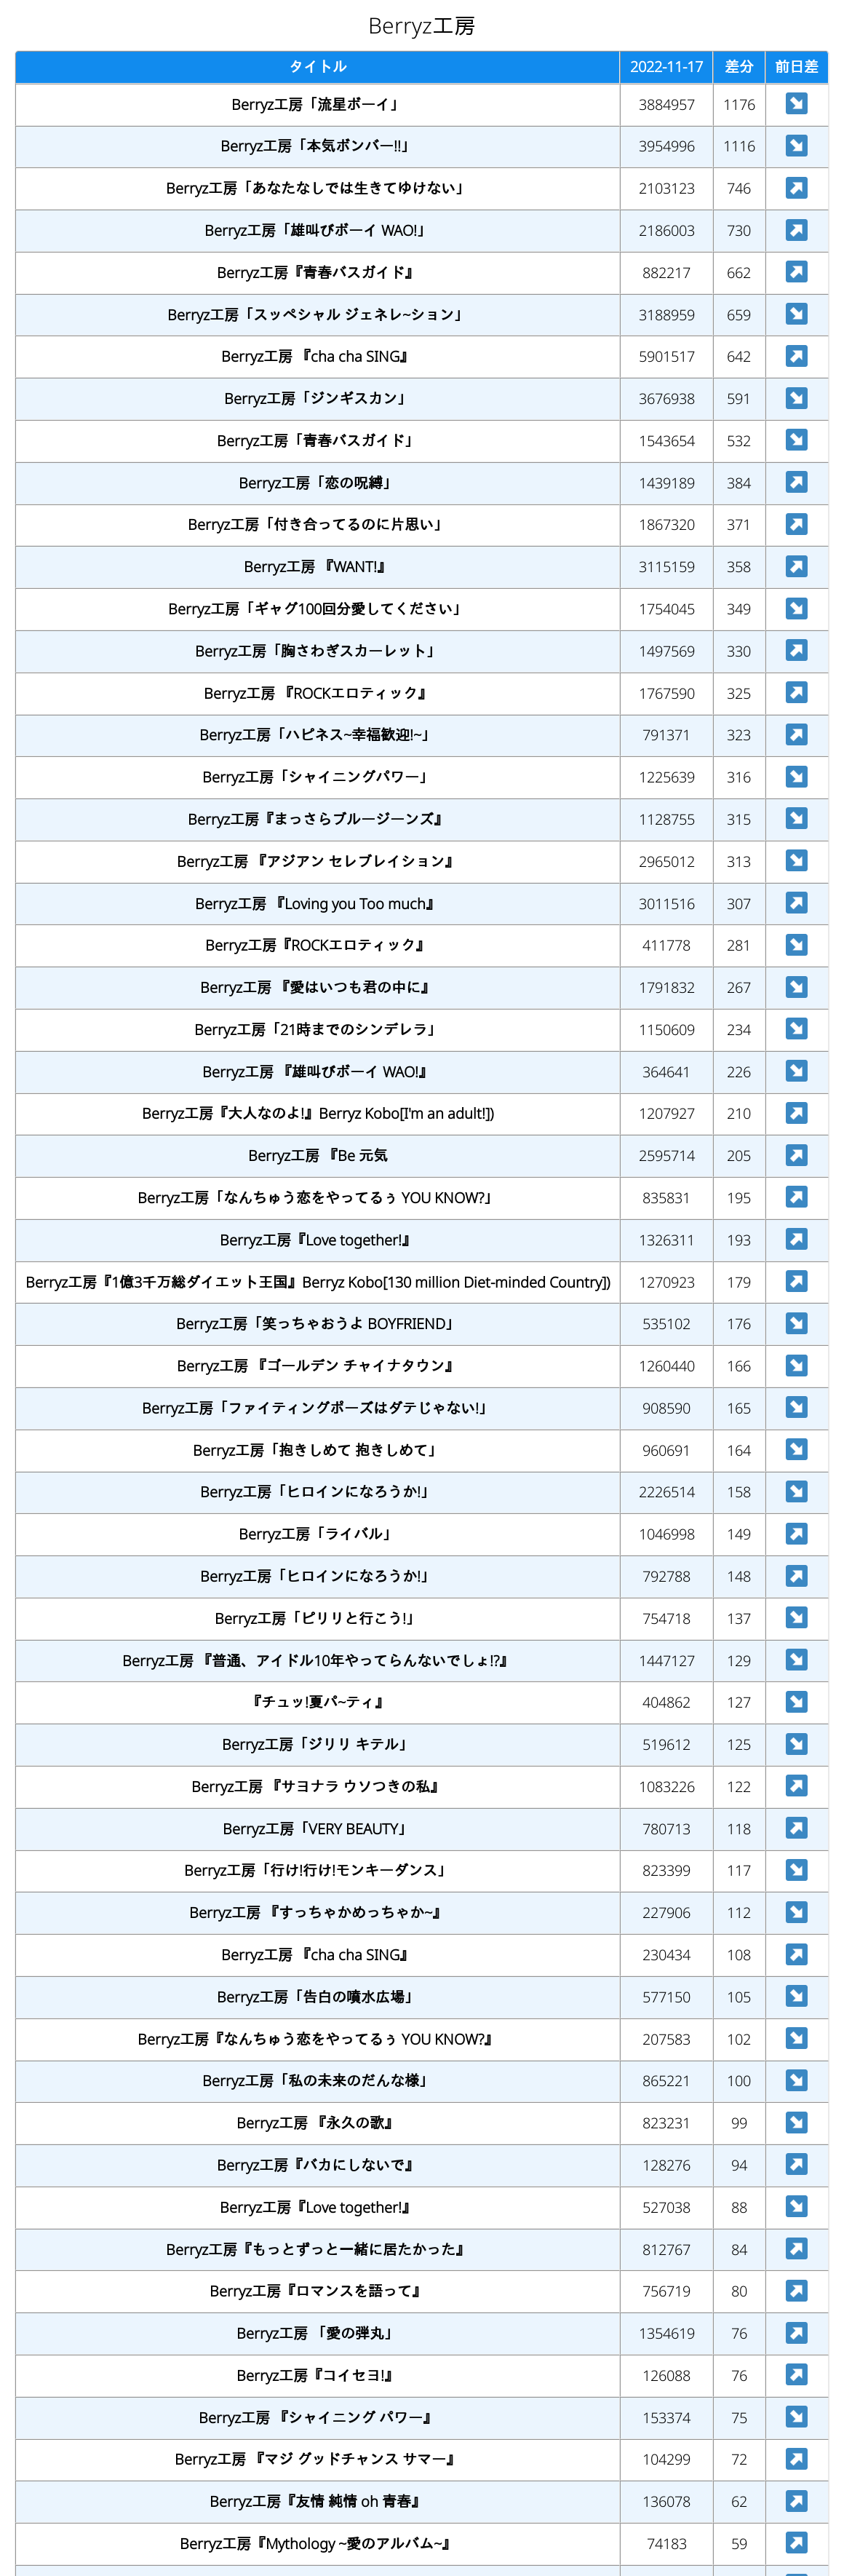 Berryz工房
タイトル 2022-11-17 差分 前日差
Berryz工房「流星ボーイ」 3884957 1176
Berryz工房「本気ボンバー!!」 3954996 1116
Berryz工房「あなたなしでは生きてゆけない」 2103123 746
Berryz工房「雄叫びボーイ WAO!」 2186003 730
Berryz工房『青春バスガイド』 882217 662
Berryz工房「スッペシャル ジェネレ~ション」 3188959 659
Berryz工房 『cha cha SING』 5901517 642
Berryz工房「ジンギスカン」 3676938 591
Berryz工房「青春バスガイド」 1543654 532
Berryz工房「恋の呪縛」 1439189 384
Berryz工房「付き合ってるのに片思い」 1867320 371
Berryz工房 『WANT!』 3115159 358
Berryz工房「ギャグ100回分愛してください」 1754045 349
Berryz工房「胸さわぎスカーレット」 1497569 330
Berryz工房 『ROCKエロティック』 1767590 325
Berryz工房「ハピネス~幸福歓迎!~」 791371 323
Berryz工房「シャイニングパワー」 1225639 316
Berryz工房『まっさらブルージーンズ』 1128755 315
Berryz工房 『アジアン セレブレイション』 2965012 313
Berryz工房 『Loving you Too much』 3011516 307
Berryz工房『ROCKエロティック』 411778 281
Berryz工房 『愛はいつも君の中に』 1791832 267
Berryz工房「21時までのシンデレラ」 1150609 234
Berryz工房 『雄叫びボーイ WAO!』 364641 226
Berryz工房『大人なのよ!』Berryz Kobo[I'm an adult!]) 1207927 210
Berryz工房 『Be 元気 2595714 205
Berryz工房「なんちゅう恋をやってるぅ YOU KNOW?」 835831 195
Berryz工房『Love together!』 1326311 193
Berryz工房『1億3千万総ダイエット王国』Berryz Kobo[130 million Diet-minded Country]) 1270923 179
Berryz工房「笑っちゃおうよ BOYFRIEND」 535102 176
Berryz工房 『ゴールデン チャイナタウン』 1260440 166
Berryz工房「ファイティングポーズはダテじゃない!」 908590 165
Berryz工房「抱きしめて 抱きしめて」 960691 164
Berryz工房「ヒロインになろうか!」 2226514 158
Berryz工房「ライバル」 1046998 149
Berryz工房「ヒロインになろうか!」 792788 148
Berryz工房「ピリリと行こう!」 754718 137
Berryz工房 『普通、アイドル10年やってらんないでしょ!?』 1447127 129
『チュッ!夏パ~ティ』 404862 127
Berryz工房「ジリリ キテル」 519612 125
Berryz工房 『サヨナラ ウソつきの私』 1083226 122
Berryz工房「VERY BEAUTY」 780713 118
Berryz工房「行け!行け!モンキーダンス」 823399 117
Berryz工房 『すっちゃかめっちゃか~』 227906 112
Berryz工房 『cha cha SING』 230434 108
Berryz工房「告白の噴水広場」 577150 105
Berryz工房『なんちゅう恋をやってるぅ YOU KNOW?』 207583 102
Berryz工房「私の未来のだんな様」 865221 100
Berryz工房 『永久の歌』 823231 99
Berryz工房『バカにしないで』 128276 94
Berryz工房『Love together!』 527038 88
Berryz工房『もっとずっと一緒に居たかった』 812767 84
Berryz工房『ロマンスを語って』 756719 80
Berryz工房 「愛の弾丸」 1354619 76
Berryz工房『コイセヨ!』 126088 76
Berryz工房 『シャイニング パワー』 153374 75
Berryz工房 『マジ グッドチャンス サマー』 104299 72
Berryz工房『友情 純情 oh 青春』 136078 62
Berryz工房『Mythology ~愛のアルバム~』 74183 59